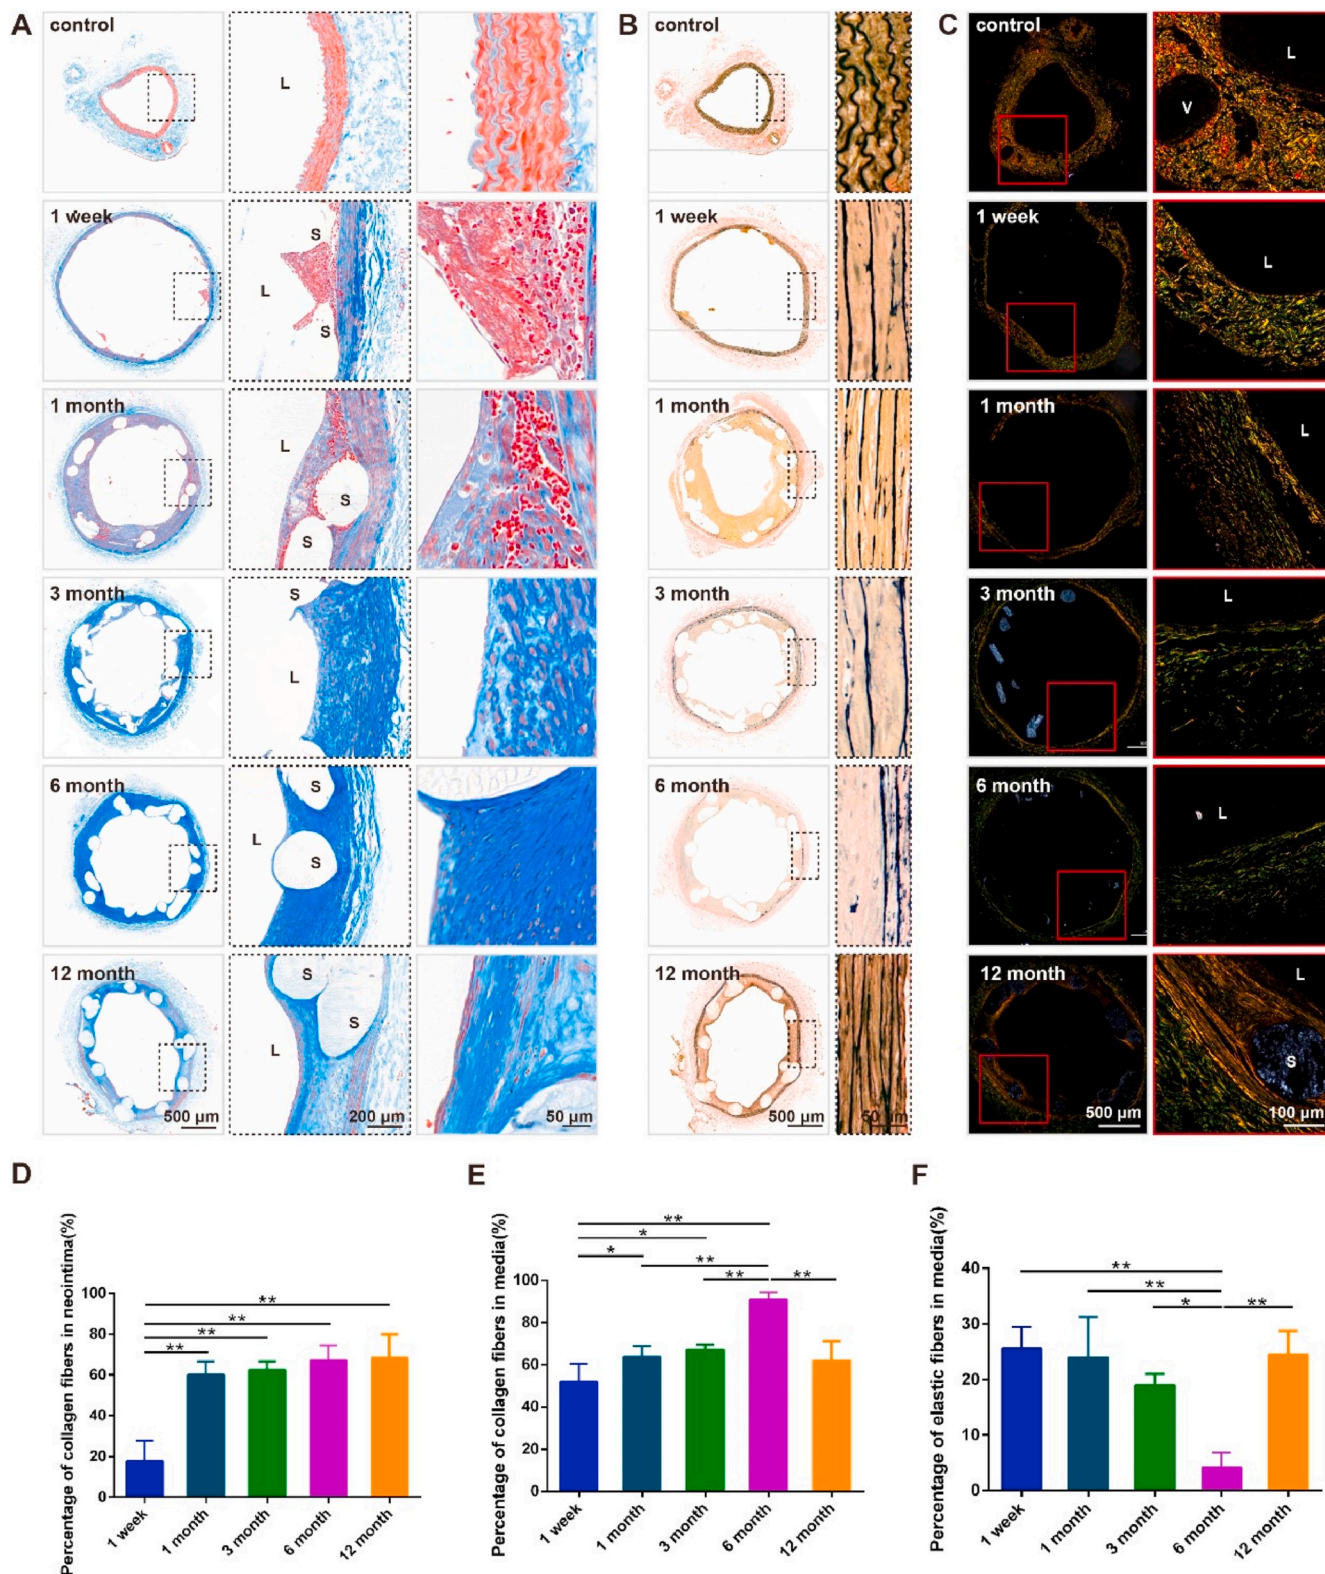 A
control
L
1 week
S
L
S
1 month
L
S
S
3 month
S
L
6 month
S
L
S
12 month
S
S
L
500 μm
200 μm
50 μm
B
control
1 week
1 month
3 month
6 month
12 month
500 μm
50 μm
C
control
L
V
1 week
L
1 month
L
3 month
L
6 month
L
12 month
L
S
500 μm
100 μm
D
Percentage of collagen fibers in neointima(%)
100
80
60
40
20
0
**
**
**
**
1 week
1 month
3 month
6 month
12 month
E
Percentage of collagen fibers in media(%)
100
80
60
40
20
0
**
*
*
**
**
**
1 week
1 month
3 month
6 month
12 month
F
Percentage of elastic fibers in media(%)
40
30
20
10
0
**
**
*
**
1 week
1 month
3 month
6 month
12 month